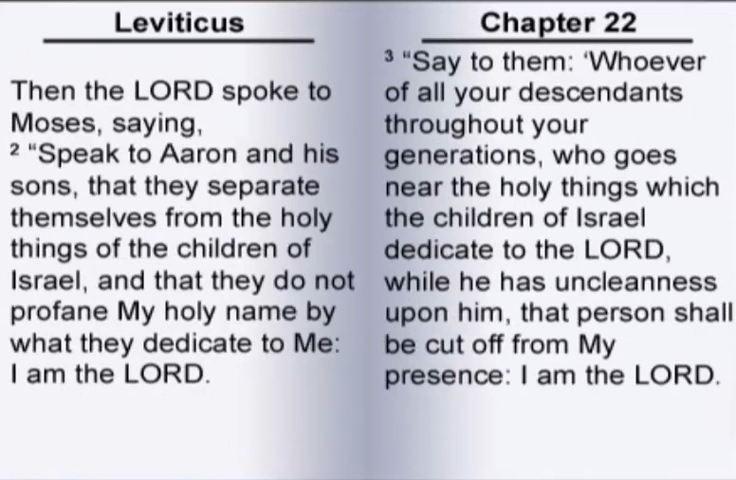 Leviticus
Then the LORD spoke to
Moses, saying,
² “Speak to Aaron and his
sons, that they separate
themselves from the holy
things of the children of
Israel, and that they do not
profane My holy name by
what they dedicate to Me:
I am the LORD.
Chapter 22
³ “Say to them: ‘Whoever
of all your descendants
throughout your
generations, who goes
near the holy things which
the children of Israel
dedicate to the LORD,
while he has uncleanness
upon him, that person shall
be cut off from My
presence: I am the LORD.